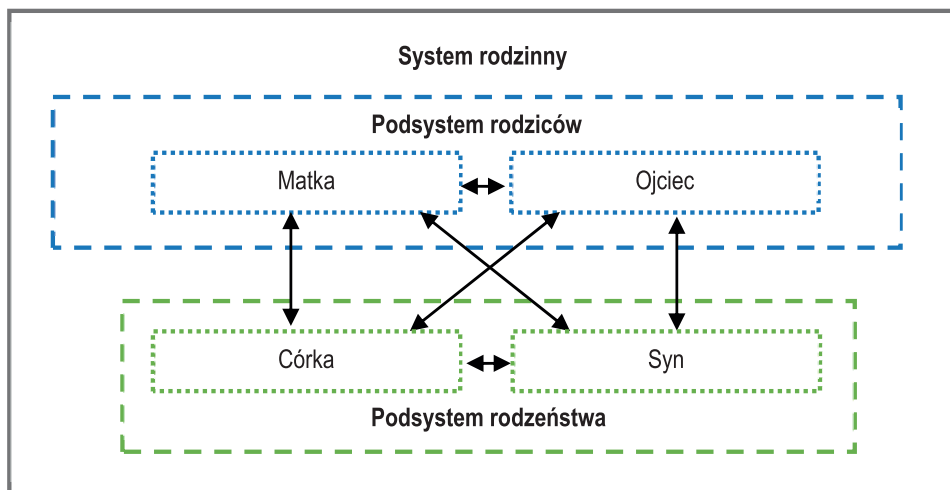 System rodzinny
Podsystem rodziców
Matka
Ojciec
Córka
Syn
Podsystem rodzeństwa